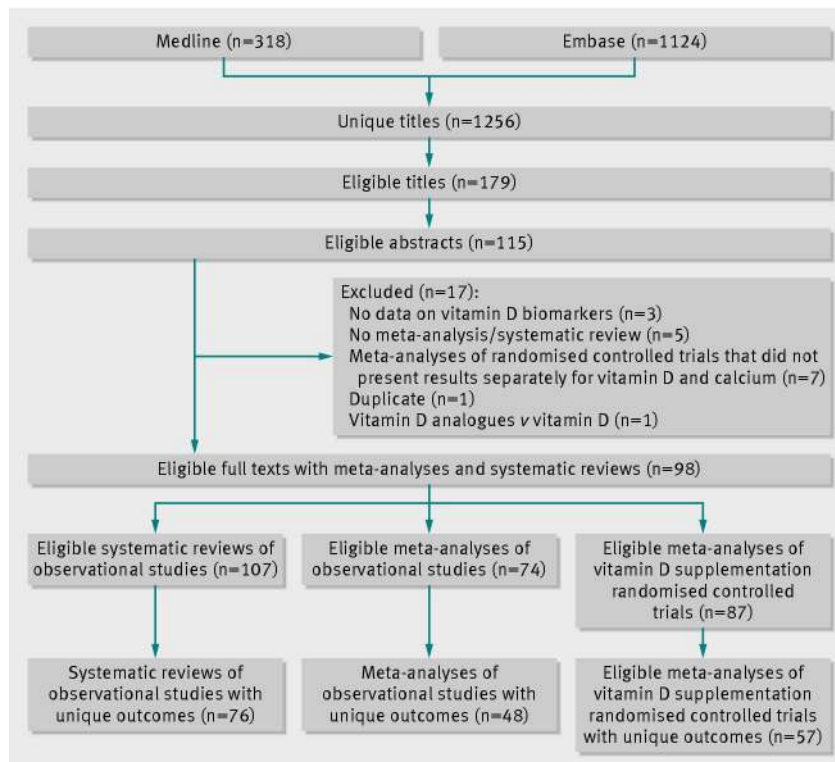 Medline (n=318)
Embase (n=1124)
Unique titles (n=1256)
Eligible titles (n=179)
Eligible abstracts (n=115)
Excluded (n=17):
No data on vitamin D biomarkers (n=3)
No meta-analysis/systematic review (n=5)
Meta-analyses of randomised controlled trials that did not
present results separately for vitamin D and calcium (n=7)
Duplicate (n=1)
Vitamin D analogues v vitamin D (n=1)
Eligible full texts with meta-analyses and systematic reviews (n=98)
Eligible systematic reviews of
observational studies (n=107)
Eligible meta-analyses of
observational studies (n=74)
Eligible meta-analyses of
vitamin D supplementation
randomised controlled
trials (n=87)
Systematic reviews of
observational studies with
unique outcomes (n=76)
Meta-analyses of
observational studies with
unique outcomes (n=48)
Eligible meta-analyses of
vitamin D supplementation
randomised controlled trials
with unique outcomes (n=57)